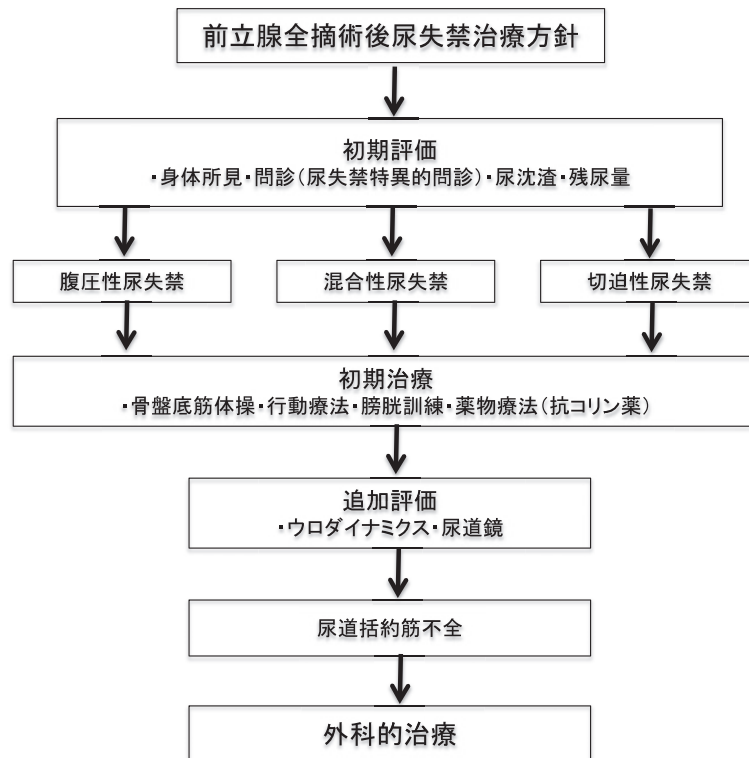 前立腺全摘術後尿失禁治療方針
初期評価
・身体所見・問診(尿失禁特異的問診)・尿沈渣・残尿量
腹圧性尿失禁
混合性尿失禁
切迫性尿失禁
初期治療
・骨盤底筋体操・行動療法・膀胱訓練・薬物療法(抗コリン薬)
追加評価
・ウロダイナミクス・尿道鏡
尿道括約筋不全
外科的治療